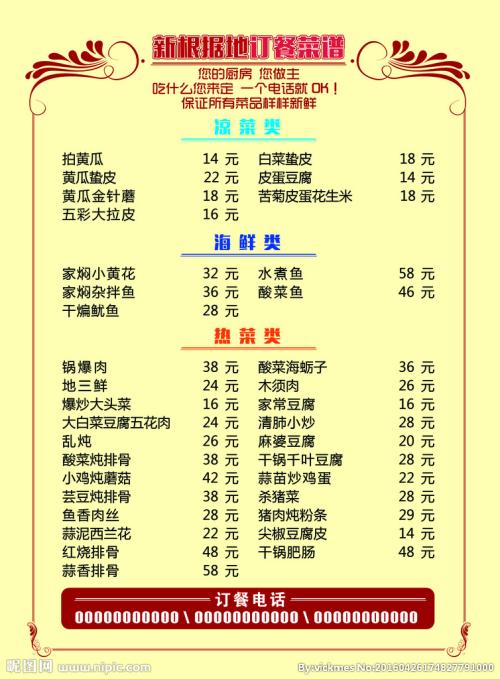 新根据地订餐菜谱
您的厨房 您做主
吃什么您来定 一个电话就OK！
保证所有菜品样样新鲜
凉菜类
拍黄瓜 14 元 白菜蛰皮 18 元
黄瓜蛰皮 22 元 皮蛋豆腐 14 元
黄瓜金针蘑 18 元 苦菊皮蛋花生米 18 元
五彩大拉皮 16 元
海鲜类
家焖小黄花 32 元 水煮鱼 58 元
家焖杂拌鱼 36 元 酸菜鱼 46 元
干煸鱿鱼 28 元
热菜类
锅爆肉 38 元 酸菜海蛎子 36 元
地三鲜 24 元 木须肉 26 元
爆炒大头菜 16 元 家常豆腐 16 元
大白菜豆腐五花肉 24 元 清肺小炒 28 元
乱炖 26 元 麻婆豆腐 20 元
酸菜炖排骨 38 元 干锅千叶豆腐 28 元
小鸡炖蘑菇 42 元 蒜苗炒鸡蛋 22 元
芸豆炖排骨 38 元 杀猪菜 28 元
鱼香肉丝 28 元 猪肉炖粉条 29 元
蒜泥西兰花 22 元 尖椒豆腐皮 14 元
红烧排骨 48 元 干锅肥肠 48 元
蒜香排骨 58 元
订餐电话
00000000000 \ 00000000000 \ 00000000000
昵图网 www.nipic.com By:vickmes No:20160426174827791000